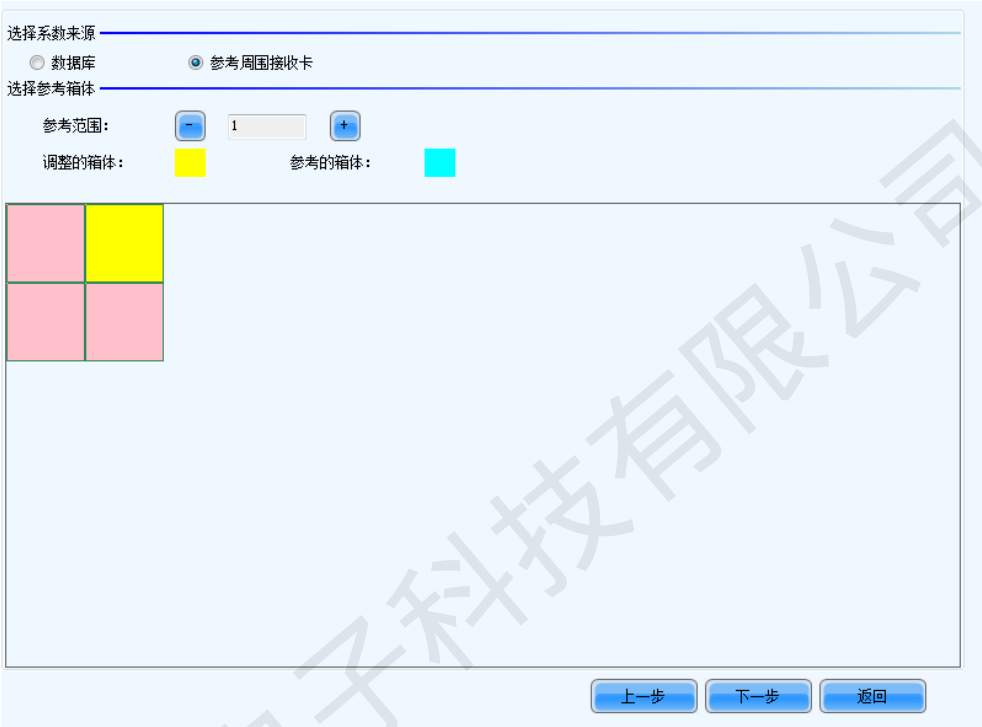 选择系数来源
数据库 参考周围接收卡
选择参考箱体
参考范围： - 1 +
调整的箱体： 参考的箱体：
上一步 下一步 返回
子科技有限公司